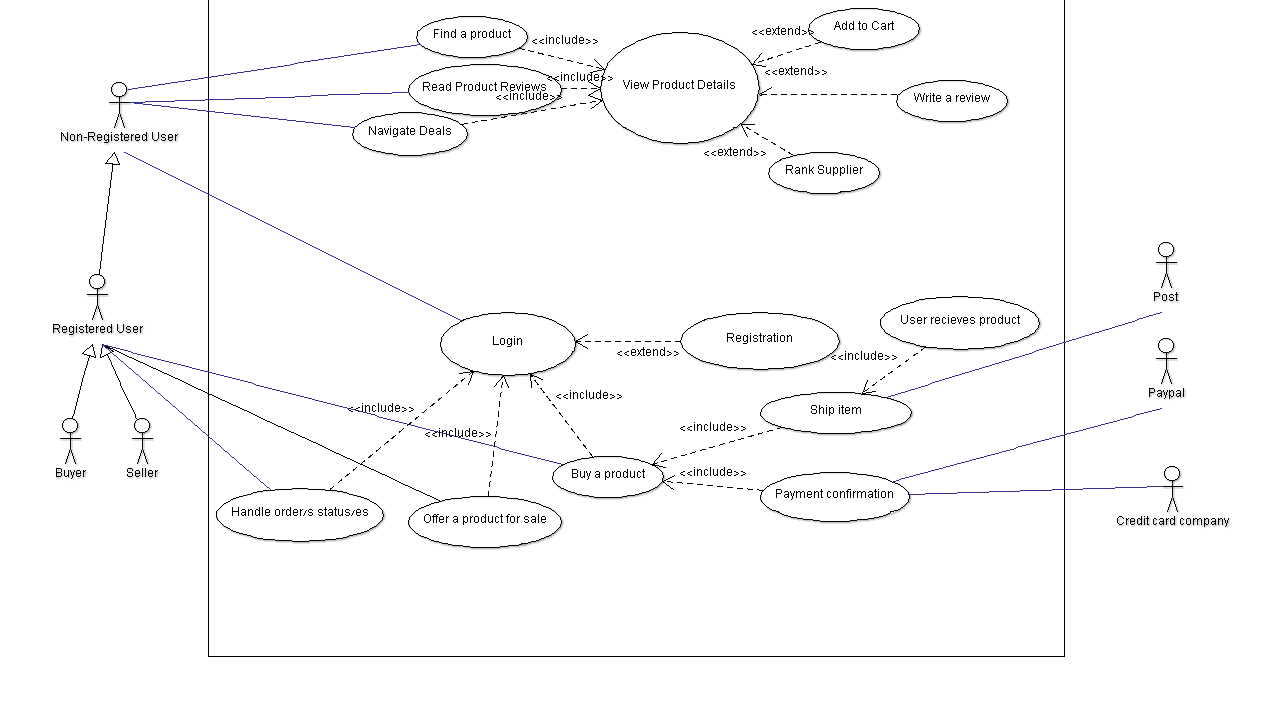 Add to Cart
<<extend>>
Find a product
<<include>>
<<extend>>
<<include>>
View Product Details
Read Product Reviews
<<include>>
Write a review
Navigate Deals
Non-Registered User
<<extend>>
Rank Supplier
Post
User recieves product
Registered User
Login
Registration
<<extend>>
<<include>>
Paypal
<<include>>
<<include>>
Ship item
<<include>>
<<include>>
Buyer
Seller
Buy a product
<<include>>
Payment confirmation
Handle order/s status/es
Offer a product for sale
Credit card company